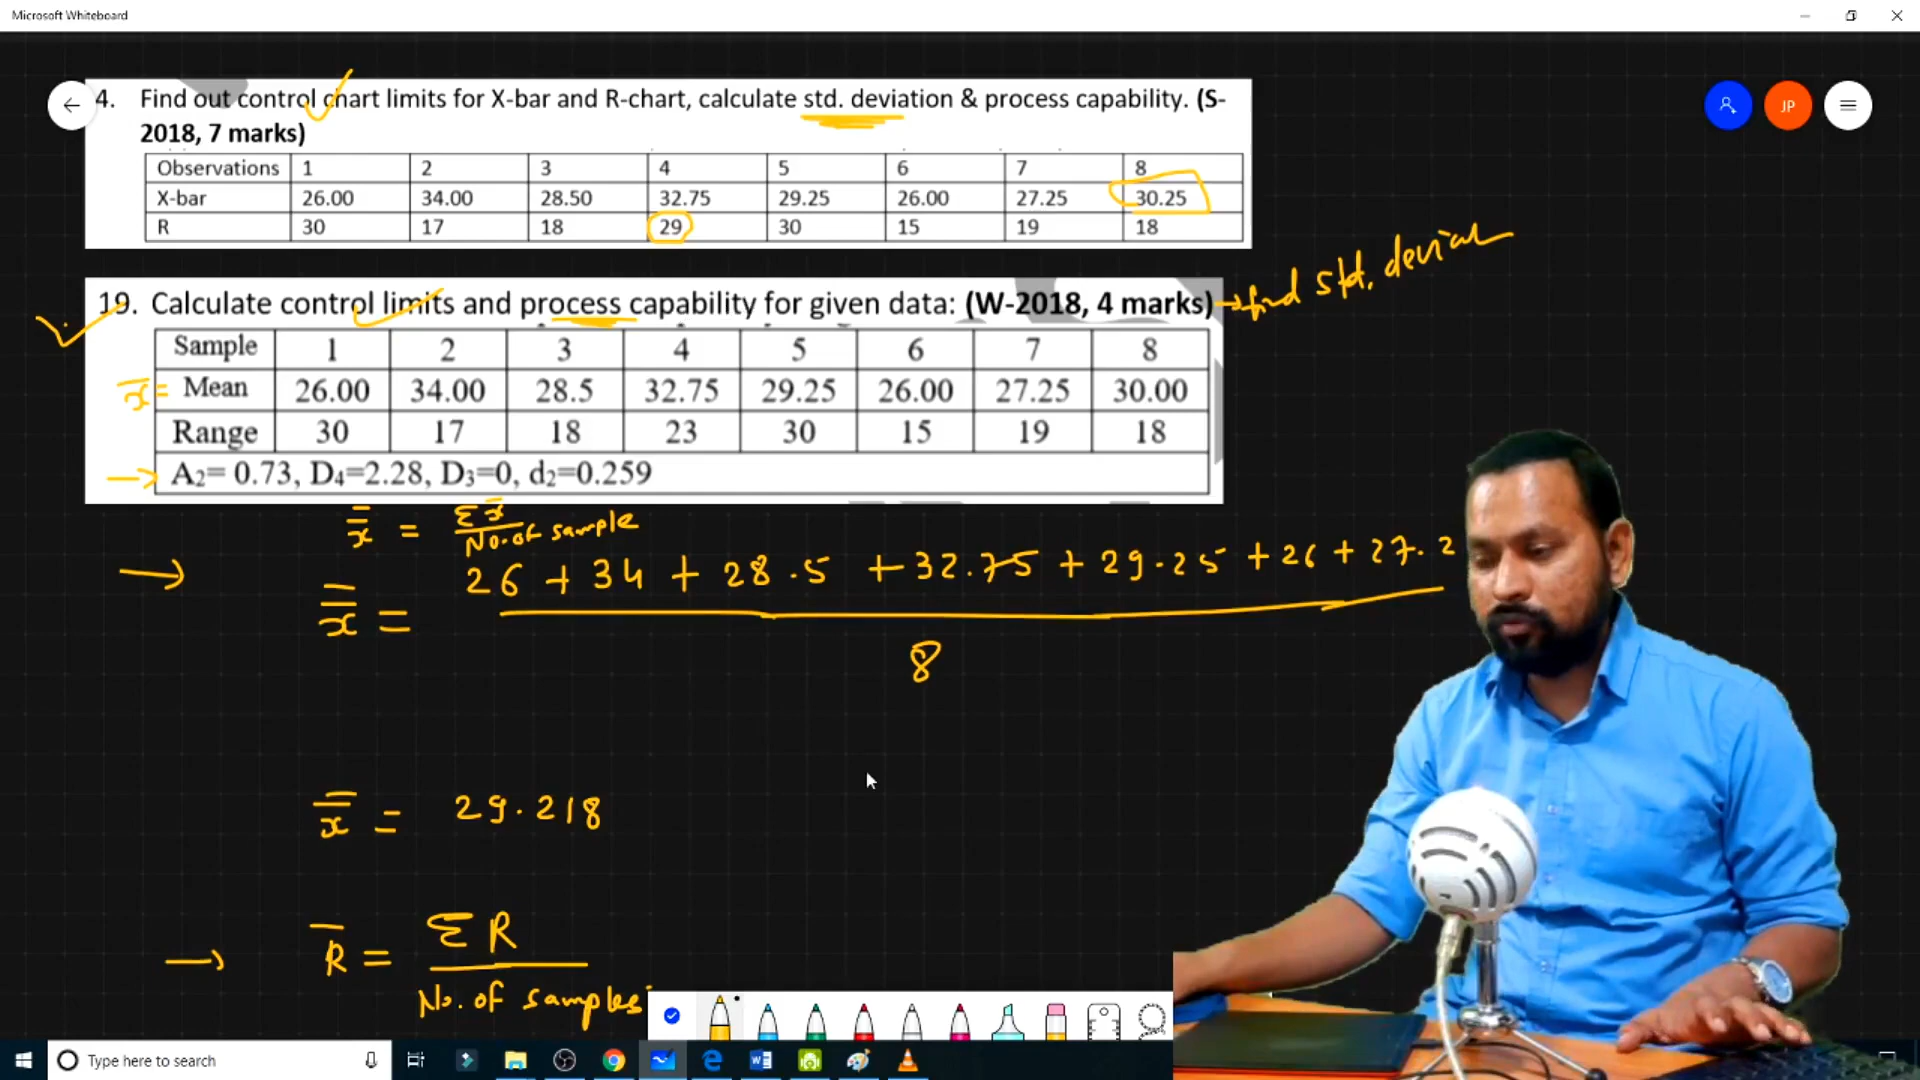 Microsoft Whiteboard
4. Find out control chart limits for X-bar and R-chart, calculate std. deviation & process capability. (S-
2018, 7 marks)
Observations 1 2 3 4 5 6 7 8
X-bar 26.00 34.00 28.50 32.75 29.25 26.00 27.25 30.25
R 30 17 18 29 30 15 19 18
JP
19. Calculate control limits and process capability for given data: (W-2018, 4 marks) → find std. deviation
Sample 1 2 3 4 5 6 7 8
x̄ = Mean 26.00 34.00 28.5 32.75 29.25 26.00 27.25 30.00
Range 30 17 18 23 30 15 19 18
→ A2= 0.73, D4=2.28, D3=0, d2=0.259
x̿ = Σx̄ / No. of sample
→ x̿ = 26 + 34 + 28.5 + 32.75 + 29.25 + 26 + 27.2
8
x̿ = 29.218
→ R̄ = ΣR
No. of samples
Type here to search